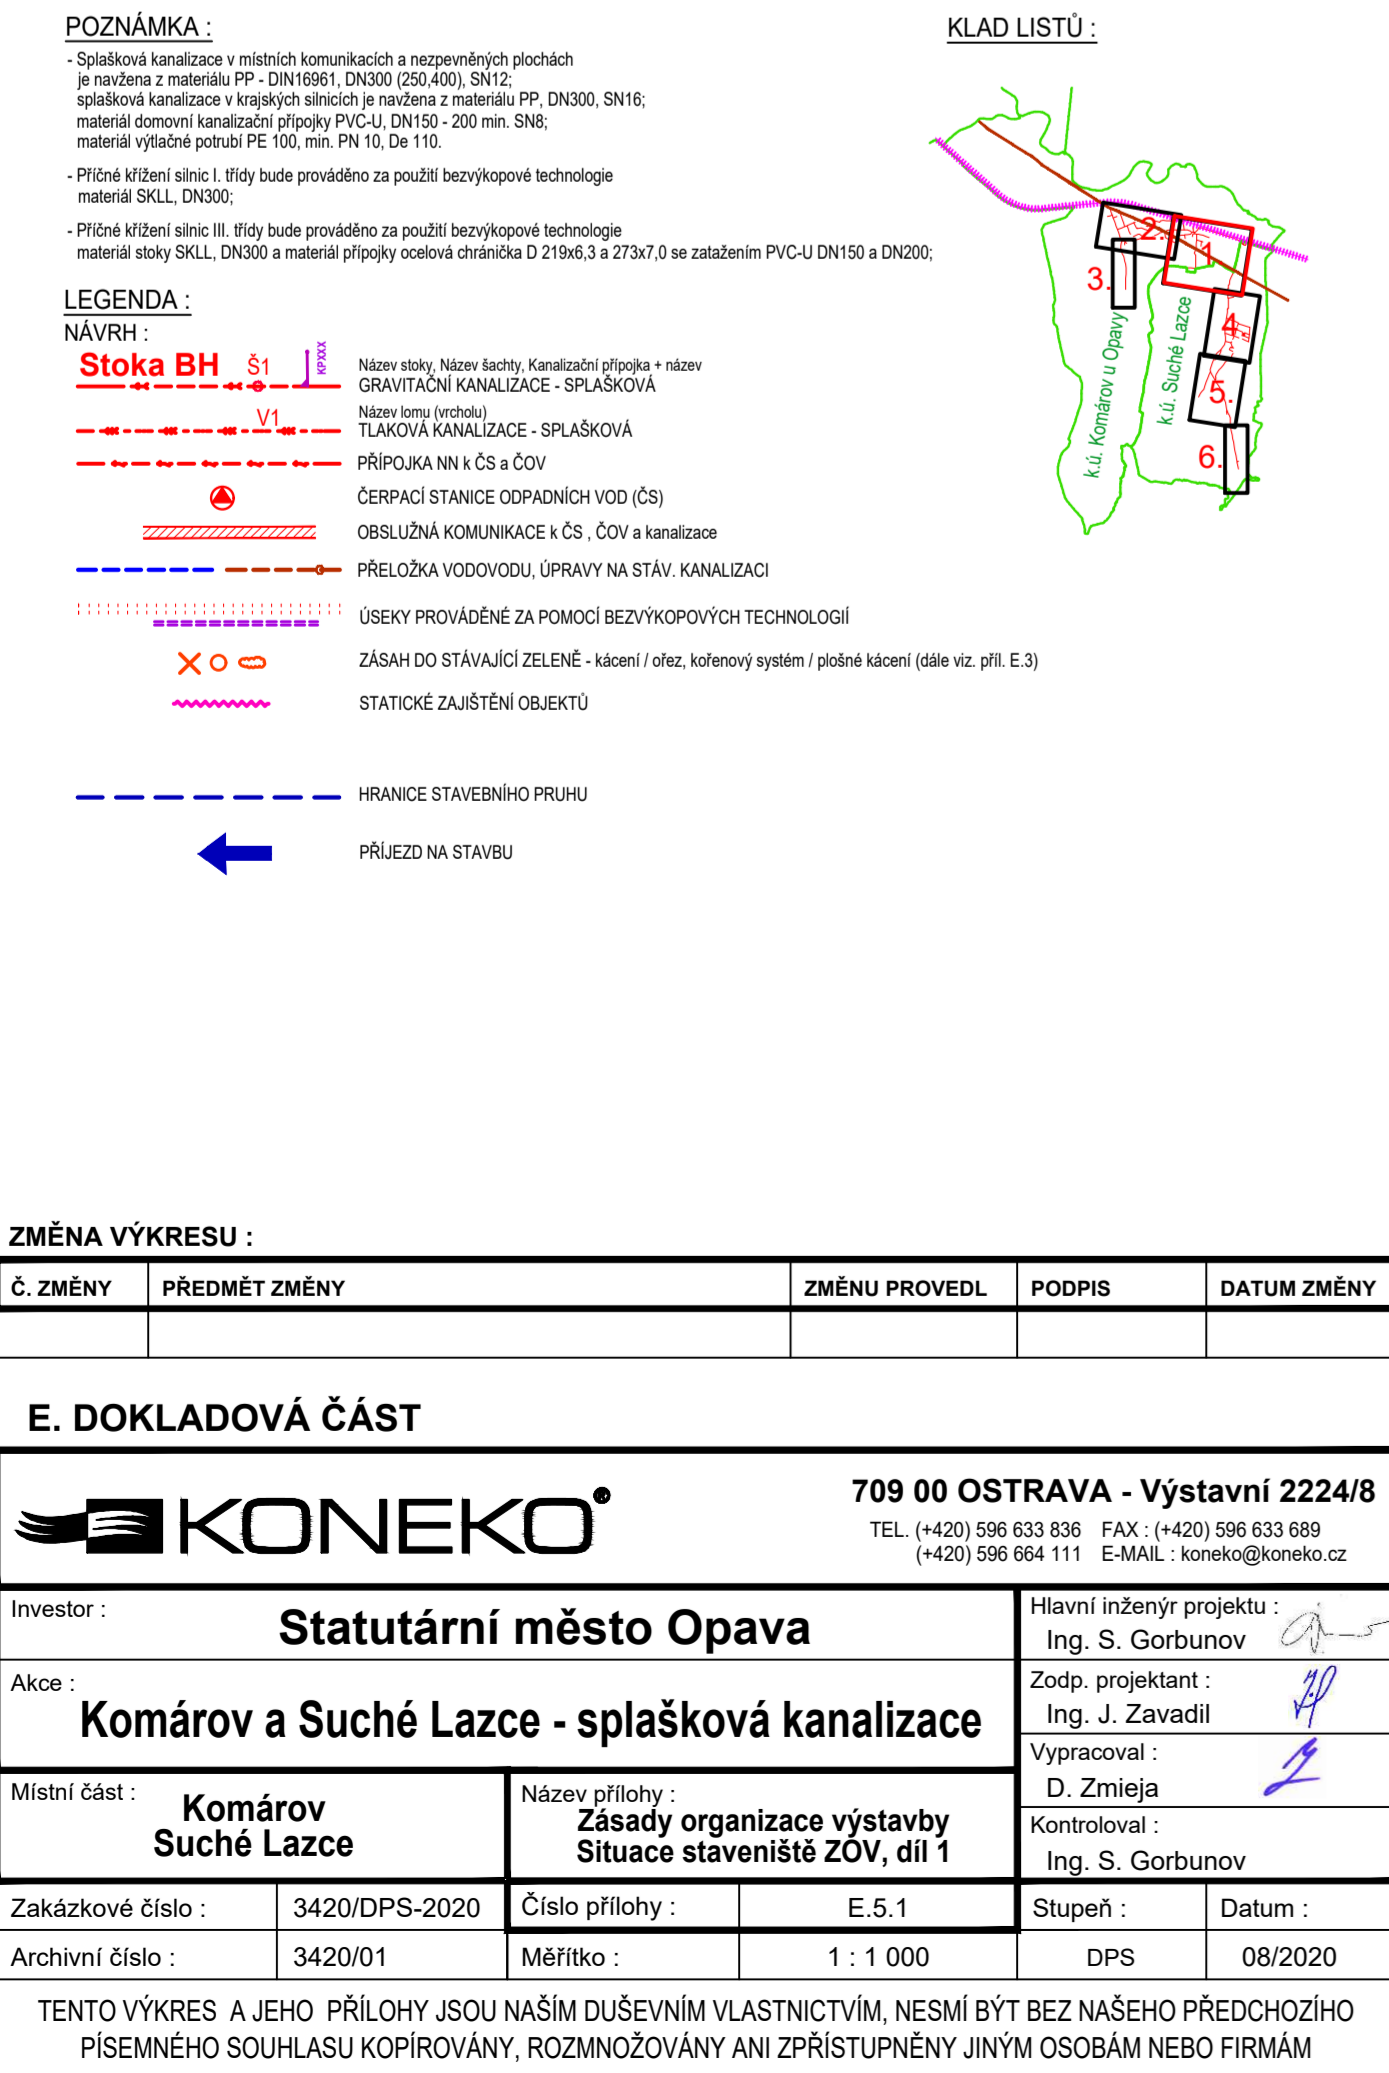 POZNÁMKA :
- Splašková kanalizace v místních komunikacích a nezpevněných plochách
je navžena z materiálu PP - DIN16961, DN300 (250,400), SN12;
splašková kanalizace v krajských silnicích je navžena z materiálu PP, DN300, SN16;
materiál domovní kanalizační přípojky PVC-U, DN150 - 200 min. SN8;
materiál výtlačné potrubí PE 100, min. PN 10, De 110.
- Příčné křížení silnic I. třídy bude prováděno za použití bezvýkopové technologie
materiál SKLL, DN300;
- Příčné křížení silnic III. třídy bude prováděno za použití bezvýkopové technologie
materiál stoky SKLL, DN300 a materiál přípojky ocelová chránička D 219x6,3 a 273x7,0 se zatažením PVC-U DN150 a DN200;
KLAD LISTŮ :
2.
1.
3.
4.
5.
6.
k.ú. Komárov u Opavy
k.ú. Suché Lazce
LEGENDA :
NÁVRH :
Stoka BH Š1 KPXXX
Název stoky, Název šachty, Kanalizační přípojka + název
GRAVITAČNÍ KANALIZACE - SPLAŠKOVÁ
V1
Název lomu (vrcholu)
TLAKOVÁ KANALIZACE - SPLAŠKOVÁ
PŘÍPOJKA NN k ČS a ČOV
ČERPACÍ STANICE ODPADNÍCH VOD (ČS)
OBSLUŽNÁ KOMUNIKACE k ČS , ČOV a kanalizace
PŘELOŽKA VODOVODU, ÚPRAVY NA STÁV. KANALIZACI
ÚSEKY PROVÁDĚNÉ ZA POMOCÍ BEZVÝKOPOVÝCH TECHNOLOGIÍ
ZÁSAH DO STÁVAJÍCÍ ZELENĚ - kácení / ořez, kořenový systém / plošné kácení (dále viz. příl. E.3)
STATICKÉ ZAJIŠTĚNÍ OBJEKTŮ
HRANICE STAVEBNÍHO PRUHU
PŘÍJEZD NA STAVBU
ZMĚNA VÝKRESU :
Č. ZMĚNY PŘEDMĚT ZMĚNY ZMĚNU PROVEDL PODPIS DATUM ZMĚNY
E. DOKLADOVÁ ČÁST
KONEKO®
709 00 OSTRAVA - Výstavní 2224/8
TEL. (+420) 596 633 836 FAX : (+420) 596 633 689
(+420) 596 664 111 E-MAIL : koneko@koneko.cz
Investor :
Statutární město Opava
Hlavní inženýr projektu :
Ing. S. Gorbunov
Akce :
Komárov a Suché Lazce - splašková kanalizace
Zodp. projektant :
Ing. J. Zavadil
Vypracoval :
D. Zmieja
Místní část :
Komárov
Suché Lazce
Název přílohy :
Zásady organizace výstavby
Situace staveniště ZOV, díl 1
Kontroloval :
Ing. S. Gorbunov
Zakázkové číslo : 3420/DPS-2020 Číslo přílohy : E.5.1 Stupeň : Datum :
Archivní číslo : 3420/01 Měřítko : 1 : 1 000 DPS 08/2020
TENTO VÝKRES A JEHO PŘÍLOHY JSOU NAŠÍM DUŠEVNÍM VLASTNICTVÍM, NESMÍ BÝT BEZ NAŠEHO PŘEDCHOZÍHO
PÍSEMNÉHO SOUHLASU KOPÍROVÁNY, ROZMNOŽOVÁNY ANI ZPŘÍSTUPNĚNY JINÝM OSOBÁM NEBO FIRMÁM